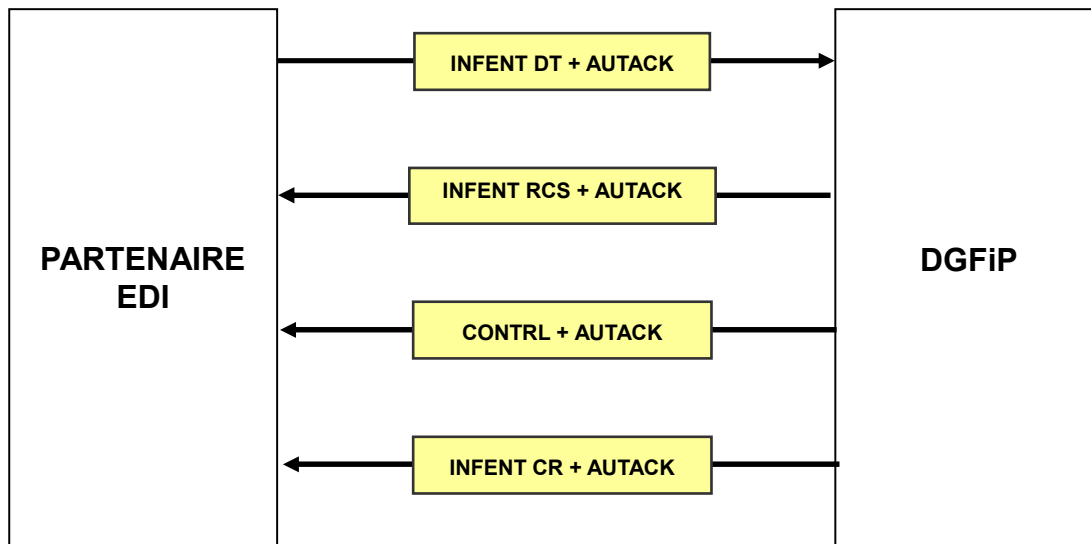 INFENT DT + AUTACK
INFENT RCS + AUTACK
PARTENAIRE
EDI
DGFiP
CONTRL + AUTACK
INFENT CR + AUTACK